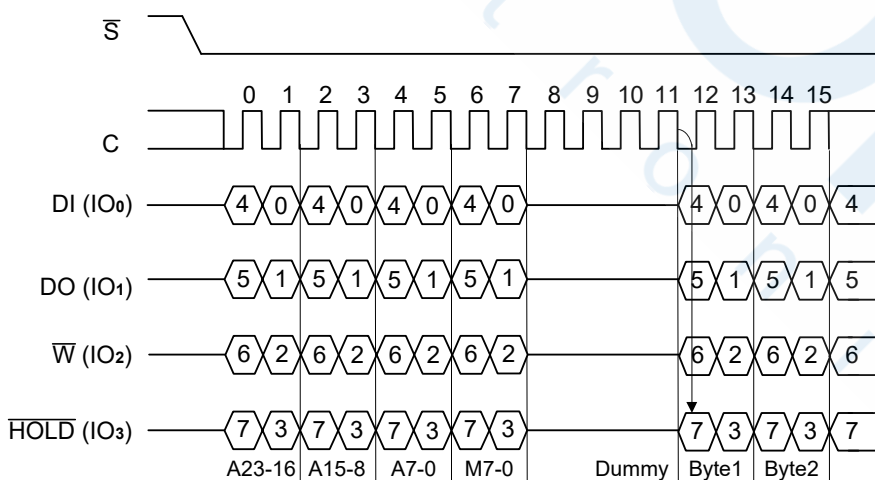 S
0 1 2 3 4 5 6 7 8 9 10 11 12 13 14 15
C
DI (IO0) 4 0 4 0 4 0 4 0 4 0 4 0 4
DO (IO1) 5 1 5 1 5 1 5 1 5 1 5 1 5
W (IO2) 6 2 6 2 6 2 6 2 6 2 6 2 6
HOLD (IO3) 7 3 7 3 7 3 7 3 7 3 7 3 7
A23-16 A15-8 A7-0 M7-0 Dummy Byte1 Byte2